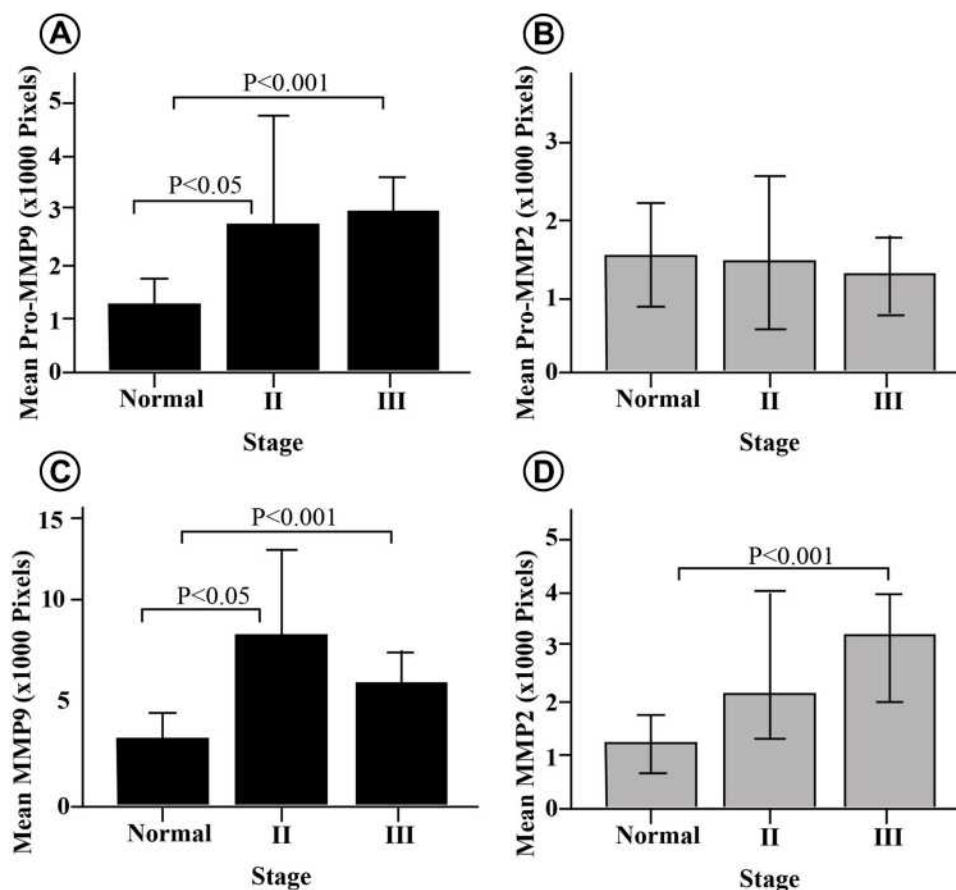 A
Mean Pro-MMP9 (x1000 Pixels)
5
4
3
2
1
0
P<0.001
P<0.05
Normal II III
Stage
B
Mean Pro-MMP2 (x1000 Pixels)
3
2
1
0
Normal II III
Stage
C
Mean MMP9 (x1000 Pixels)
15
10
5
0
P<0.001
P<0.05
Normal II III
Stage
D
Mean MMP2 (x1000 Pixels)
5
4
3
2
1
0
P<0.001
Normal II III
Stage